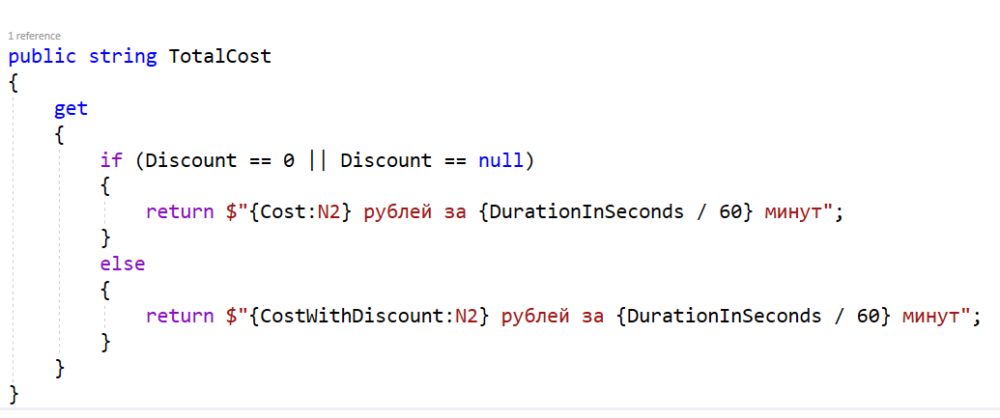 1 reference
public string TotalCost
{
get
{
if (Discount == 0 || Discount == null)
{
return $"{Cost:N2} рублей за {DurationInSeconds / 60} минут";
}
else
{
return $"{CostWithDiscount:N2} рублей за {DurationInSeconds / 60} минут";
}
}
}